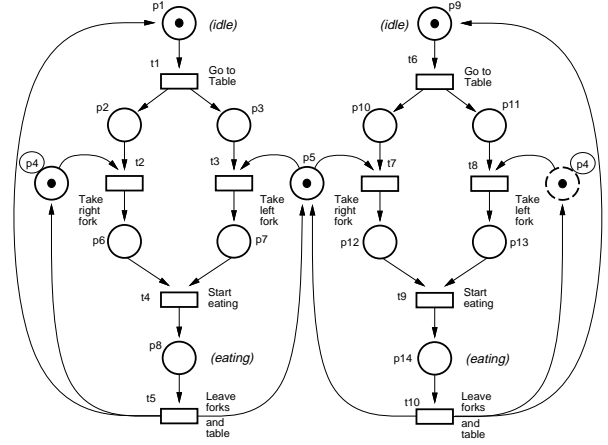 p1
(idle)
p9
(idle)
t1
Go to
Table
t6
Go to
Table
p2
p3
p10
p11
p4
t2
t3
p5
t7
t8
p4
Take
right
fork
Take
left
fork
Take
right
fork
Take
left
fork
p6
p7
p12
p13
t4
Start
eating
t9
Start
eating
p8
(eating)
p14
(eating)
t5
Leave
forks
and
table
t10
Leave
forks
and
table